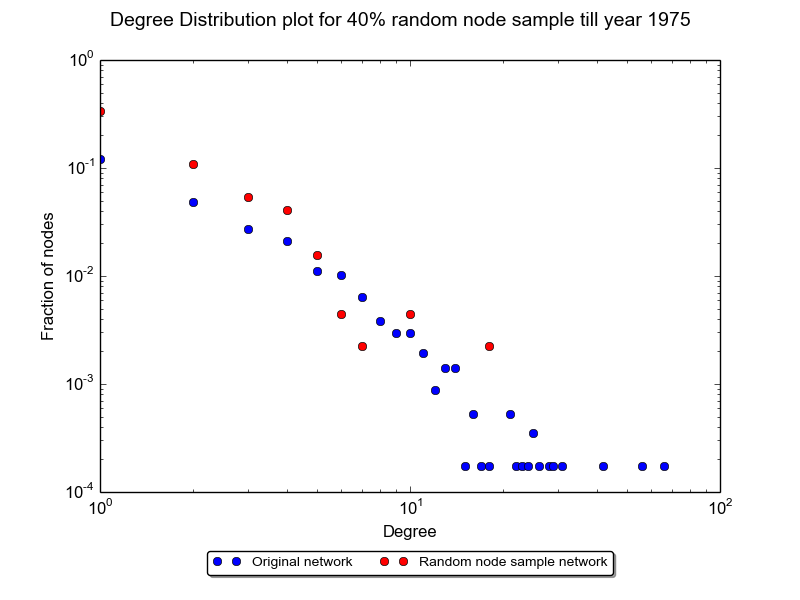 Degree Distribution plot for 40% random node sample till year 1975
10^0
10^-1
10^-2
10^-3
10^-4
Fraction of nodes
10^0 10^1 10^2
Degree
Original network Random node sample network